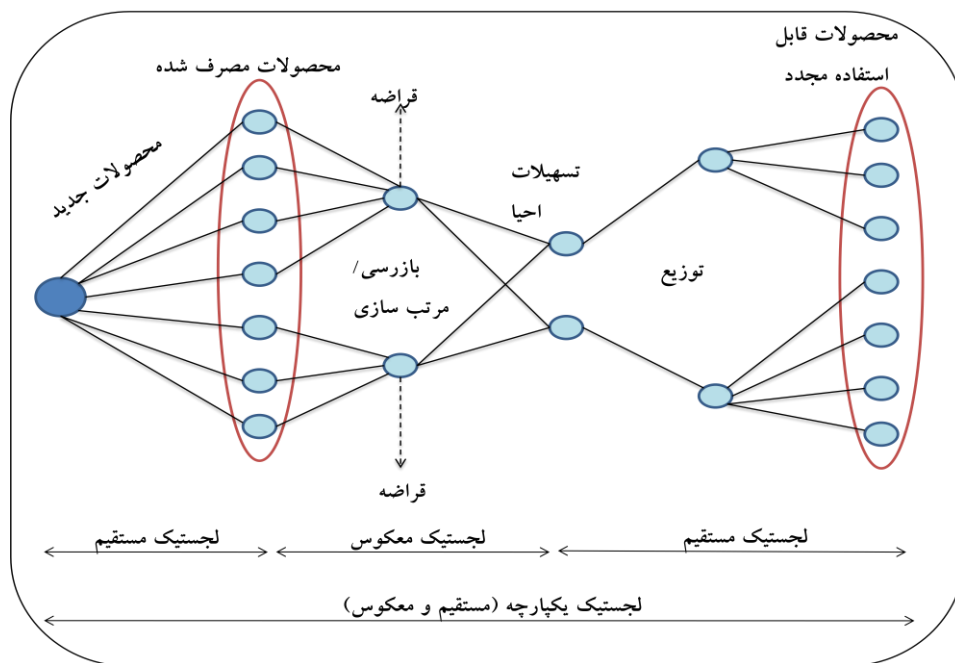 محصولات قابل
استفاده مجدد
محصولات مصرف شده
قراضه
محصولات جدید
تسهیلات
احیا
بازرسی/
مرتب سازی
توزیع
قراضه
لجستیک مستقیم
لجستیک معکوس
لجستیک مستقیم
لجستیک یکپارچه (مستقیم و معکوس)